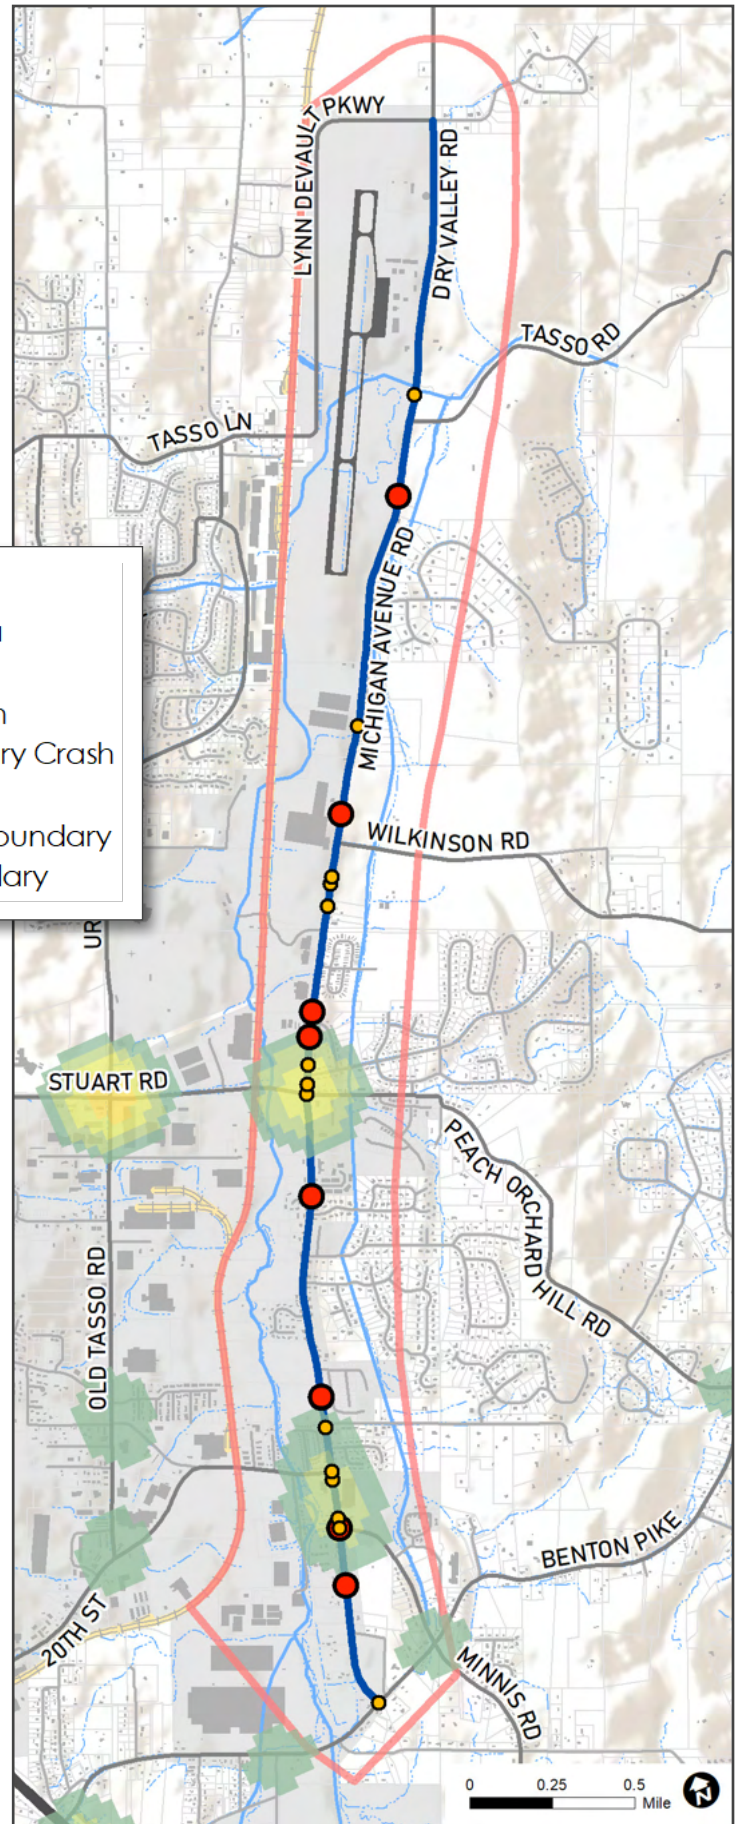 LYNN DEVAULT PKWY
DRY VALLEY RD
TASSO RD
TASSO LN
MICHIGAN AVENUE RD
ry Crash
WILKINSON RD
oundary
dary
UR
STUART RD
PEACH ORCHARD HILL RD
OLD TASSO RD
BENTON PIKE
20TH ST
MINNIS RD
0 0.25 0.5
Mile
N